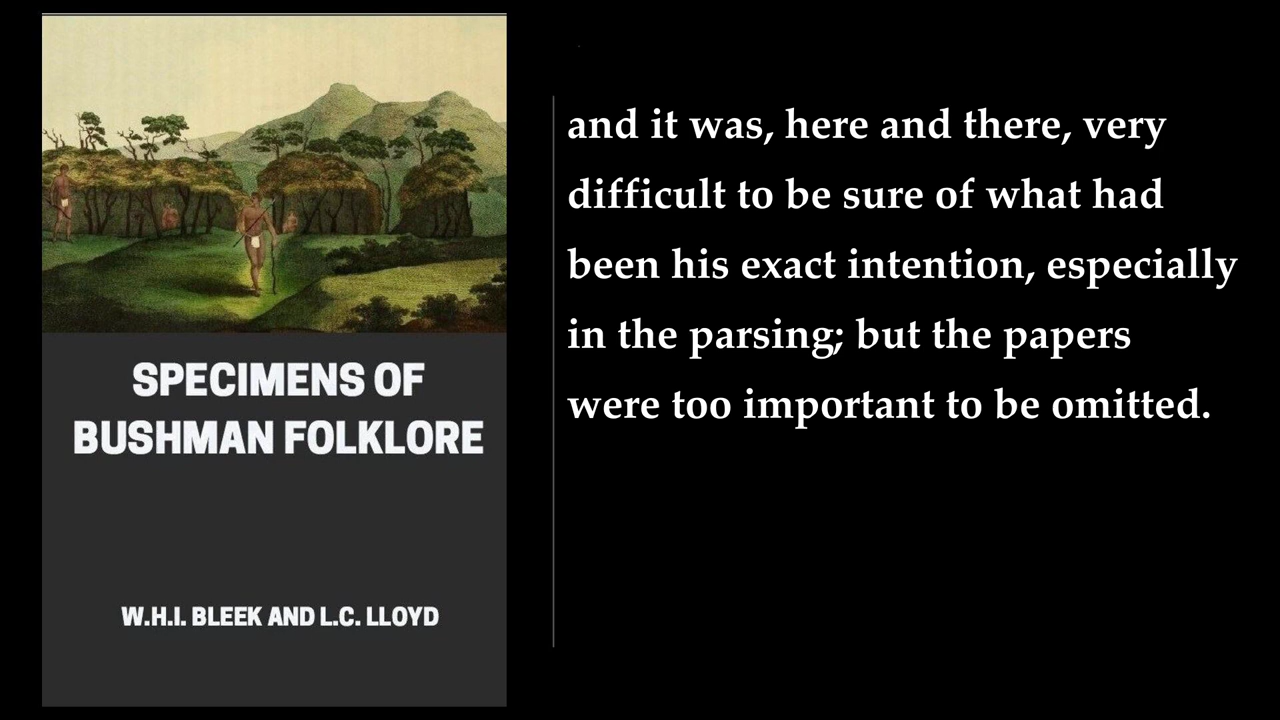 SPECIMENS OF
BUSHMAN FOLKLORE
W.H.I. BLEEK AND L.C. LLOYD
and it was, here and there, very
difficult to be sure of what had
been his exact intention, especially
in the parsing; but the papers
were too important to be omitted.